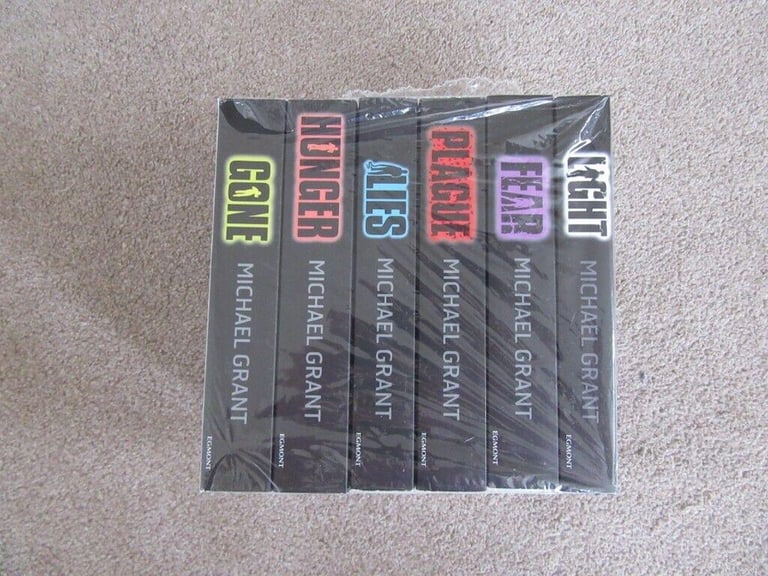 GONE
MICHAEL GRANT
EGMONT
HUNGER
MICHAEL GRANT
EGMONT
LIES
MICHAEL GRANT
EGMONT
PLAGUE
MICHAEL GRANT
EGMONT
FEAR
MICHAEL GRANT
EGMONT
LIGHT
MICHAEL GRANT
EGMONT